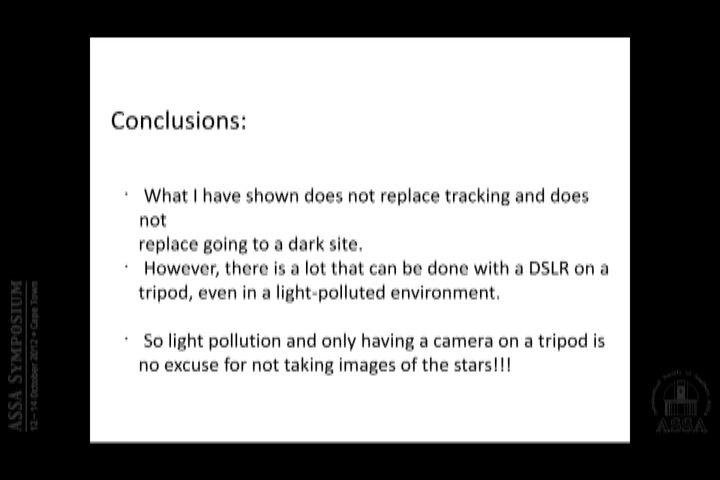 Conclusions:
· What I have shown does not replace tracking and does
not
replace going to a dark site.
· However, there is a lot that can be done with a DSLR on a
tripod, even in a light-polluted environment.
· So light pollution and only having a camera on a tripod is
no excuse for not taking images of the stars!!!
ASSA SYMPOSIUM
12 – 14 October 2012 • Cape Town
ASSA